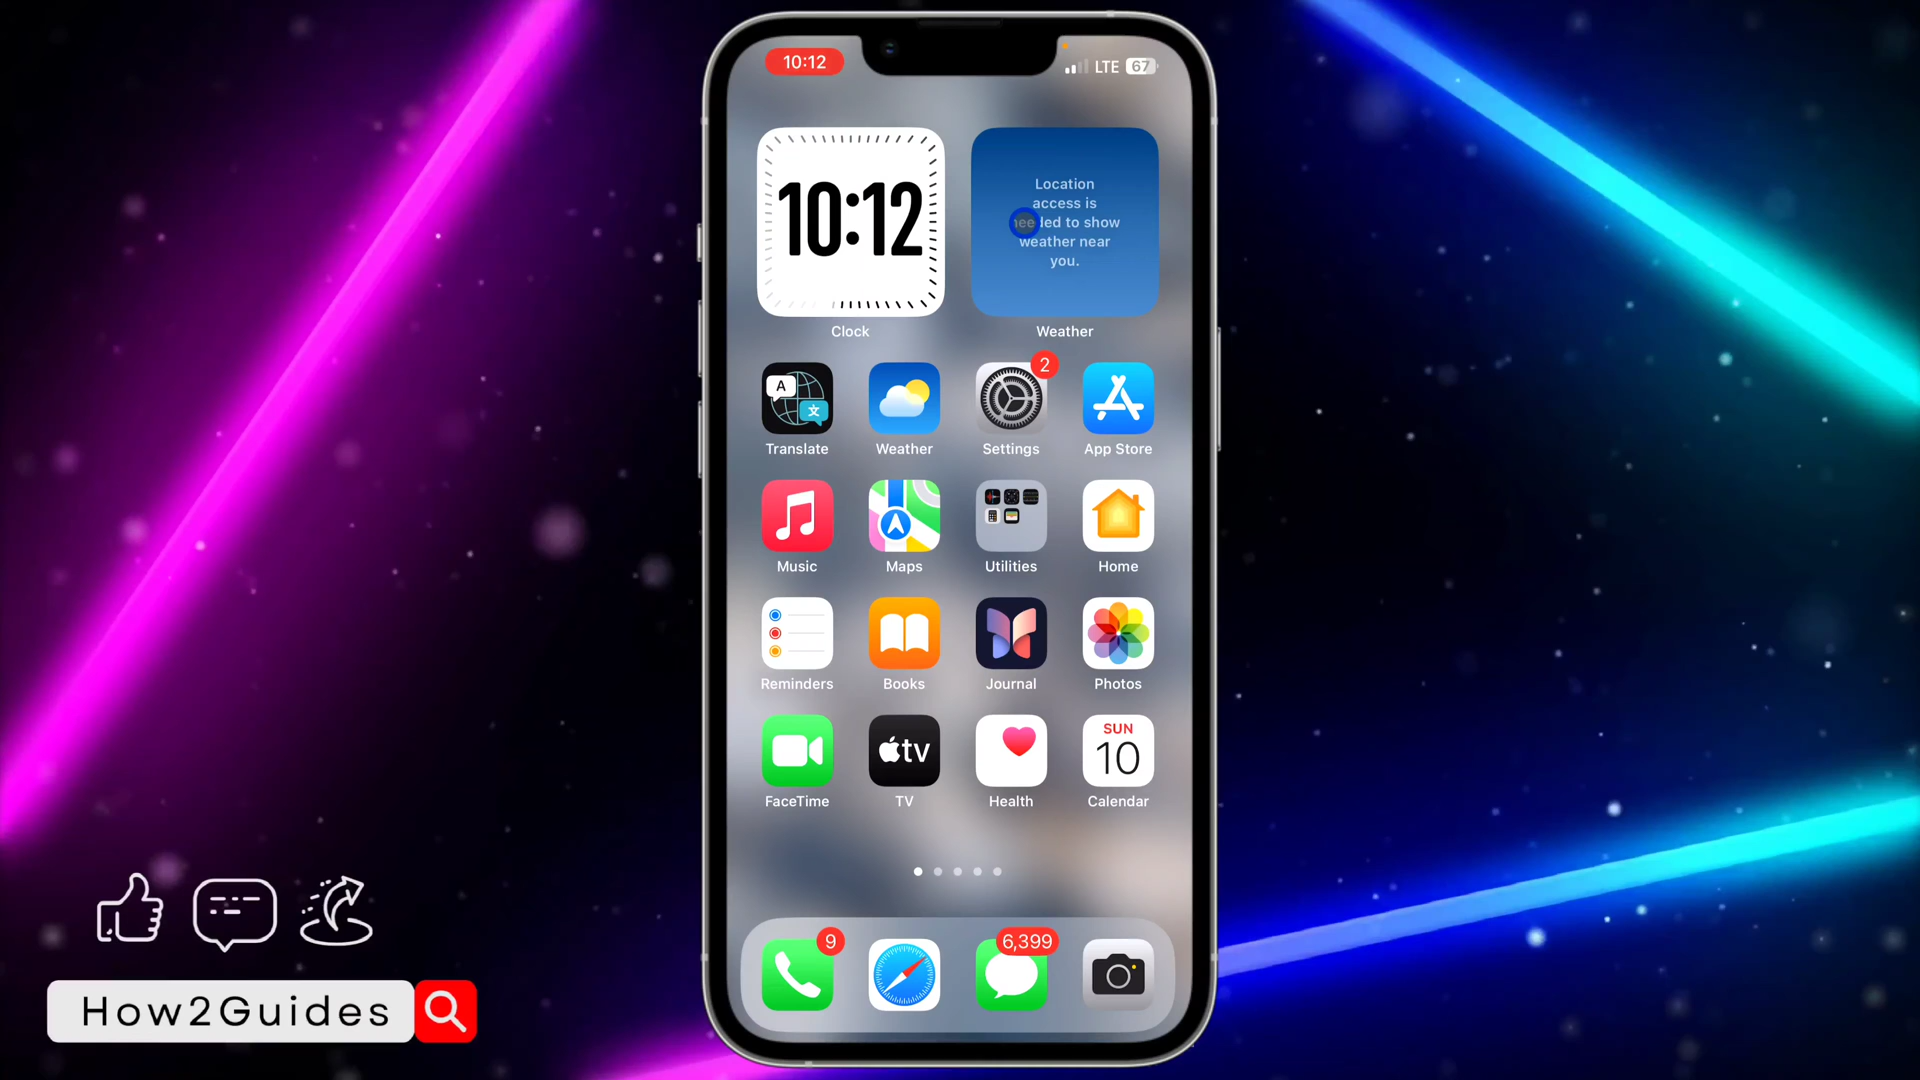 10:12
LTE 67
10:12
Location
access is
needed to show
weather near
you.
Clock
Weather
A
文
2
Translate
Weather
Settings
App Store
Music
Maps
Utilities
Home
Reminders
Books
Journal
Photos
tv
SUN
10
FaceTime
TV
Health
Calendar
9
6,399
How2Guides